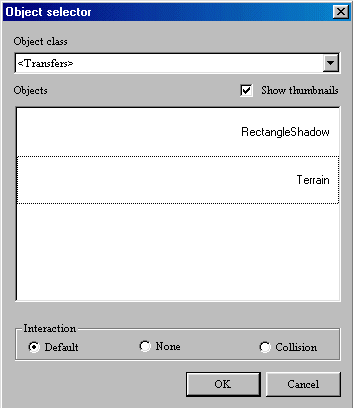 Object selector
Object class
<Transfers>
Objects
Show thumbnails
RectangleShadow
Terrain
Interaction
Default
None
Collision
OK
Cancel